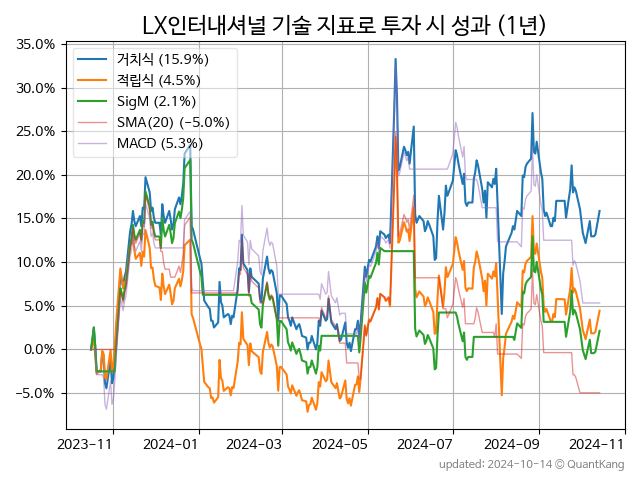 LX인터내셔널 기술 지표로 투자 시 성과 (1년)
35.0%
30.0%
25.0%
20.0%
15.0%
10.0%
5.0%
0.0%
−5.0%
거치식 (15.9%)
적립식 (4.5%)
SigM (2.1%)
SMA(20) (−5.0%)
MACD (5.3%)
2023-11 2024-01 2024-03 2024-05 2024-07 2024-09 2024-11
updated: 2024-10-14 © QuantKang